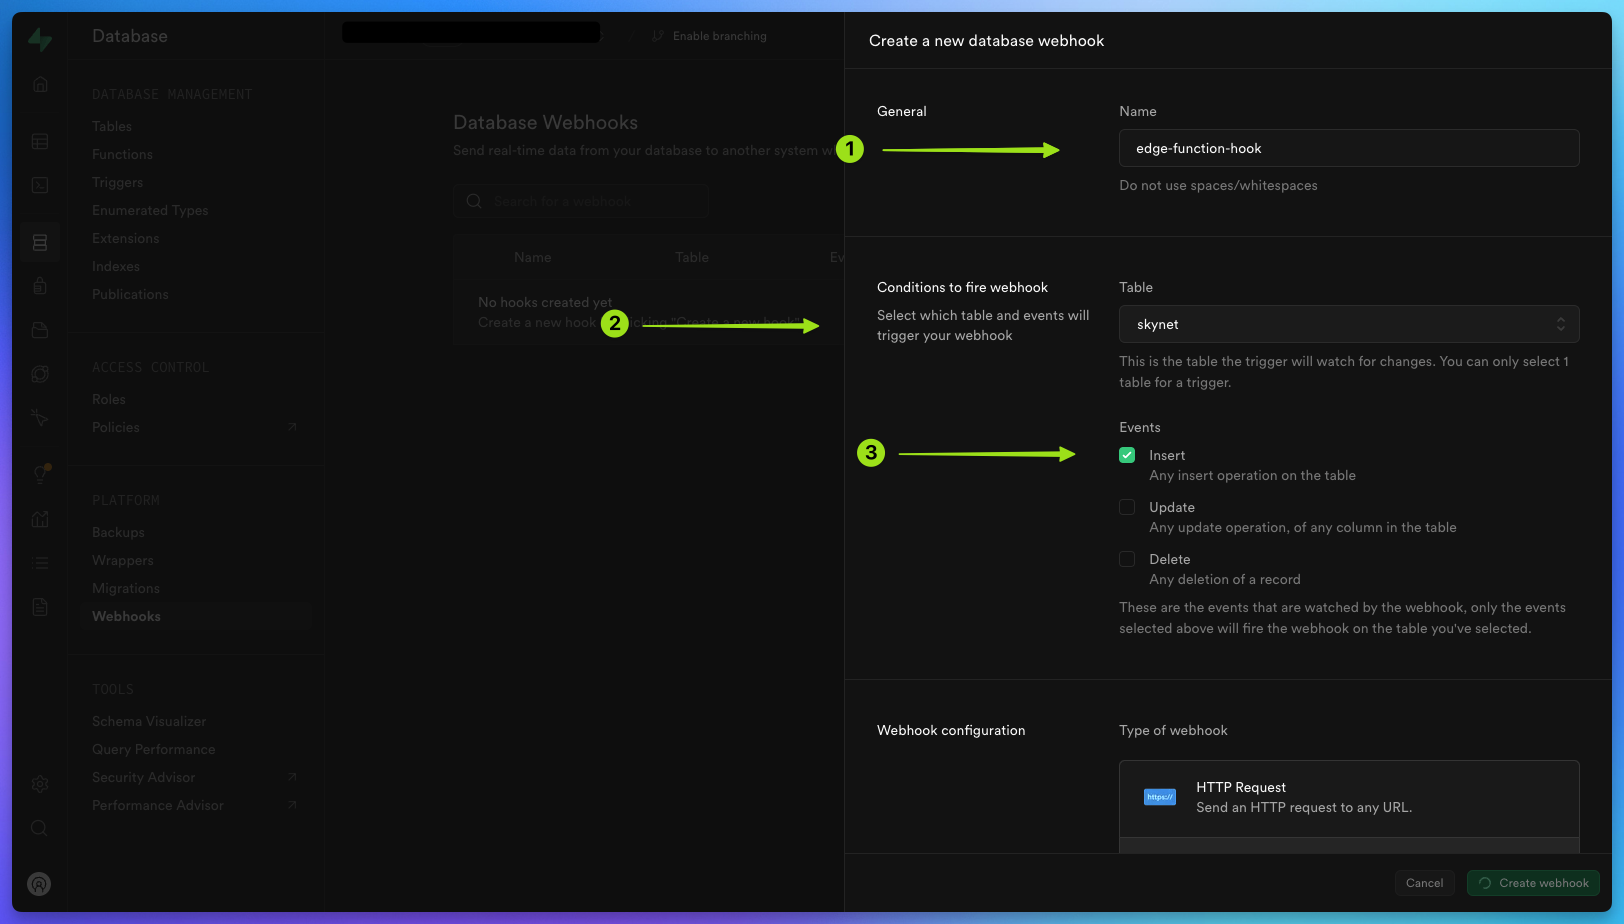 Database
Enable branching
DATABASE MANAGEMENT
Tables
Functions
Triggers
Enumerated Types
Extensions
Indexes
Publications
ACCESS CONTROL
Roles
Policies
PLATFORM
Backups
Wrappers
Migrations
Webhooks
TOOLS
Schema Visualizer
Query Performance
Security Advisor
Performance Advisor
Database Webhooks
Send real-time data from your database to another system w
Search for a webhook
Name Table Ev
No hooks created yet
Create a new hook icking "Create a new hook"
Create a new database webhook
1
General
Name
edge-function-hook
Do not use spaces/whitespaces
2
Conditions to fire webhook
Select which table and events will
trigger your webhook
Table
skynet
This is the table the trigger will watch for changes. You can only select 1
table for a trigger.
3
Events
Insert
Any insert operation on the table
Update
Any update operation, of any column in the table
Delete
Any deletion of a record
These are the events that are watched by the webhook, only the events
selected above will fire the webhook on the table you've selected.
Webhook configuration
Type of webhook
https://
HTTP Request
Send an HTTP request to any URL.
Cancel
Create webhook